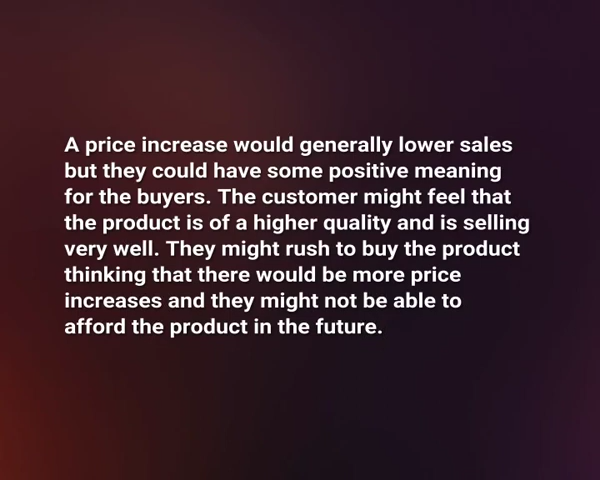 A price increase would generally lower sales
but they could have some positive meaning
for the buyers. The customer might feel that
the product is of a higher quality and is selling
very well. They might rush to buy the product
thinking that there would be more price
increases and they might not be able to
afford the product in the future.